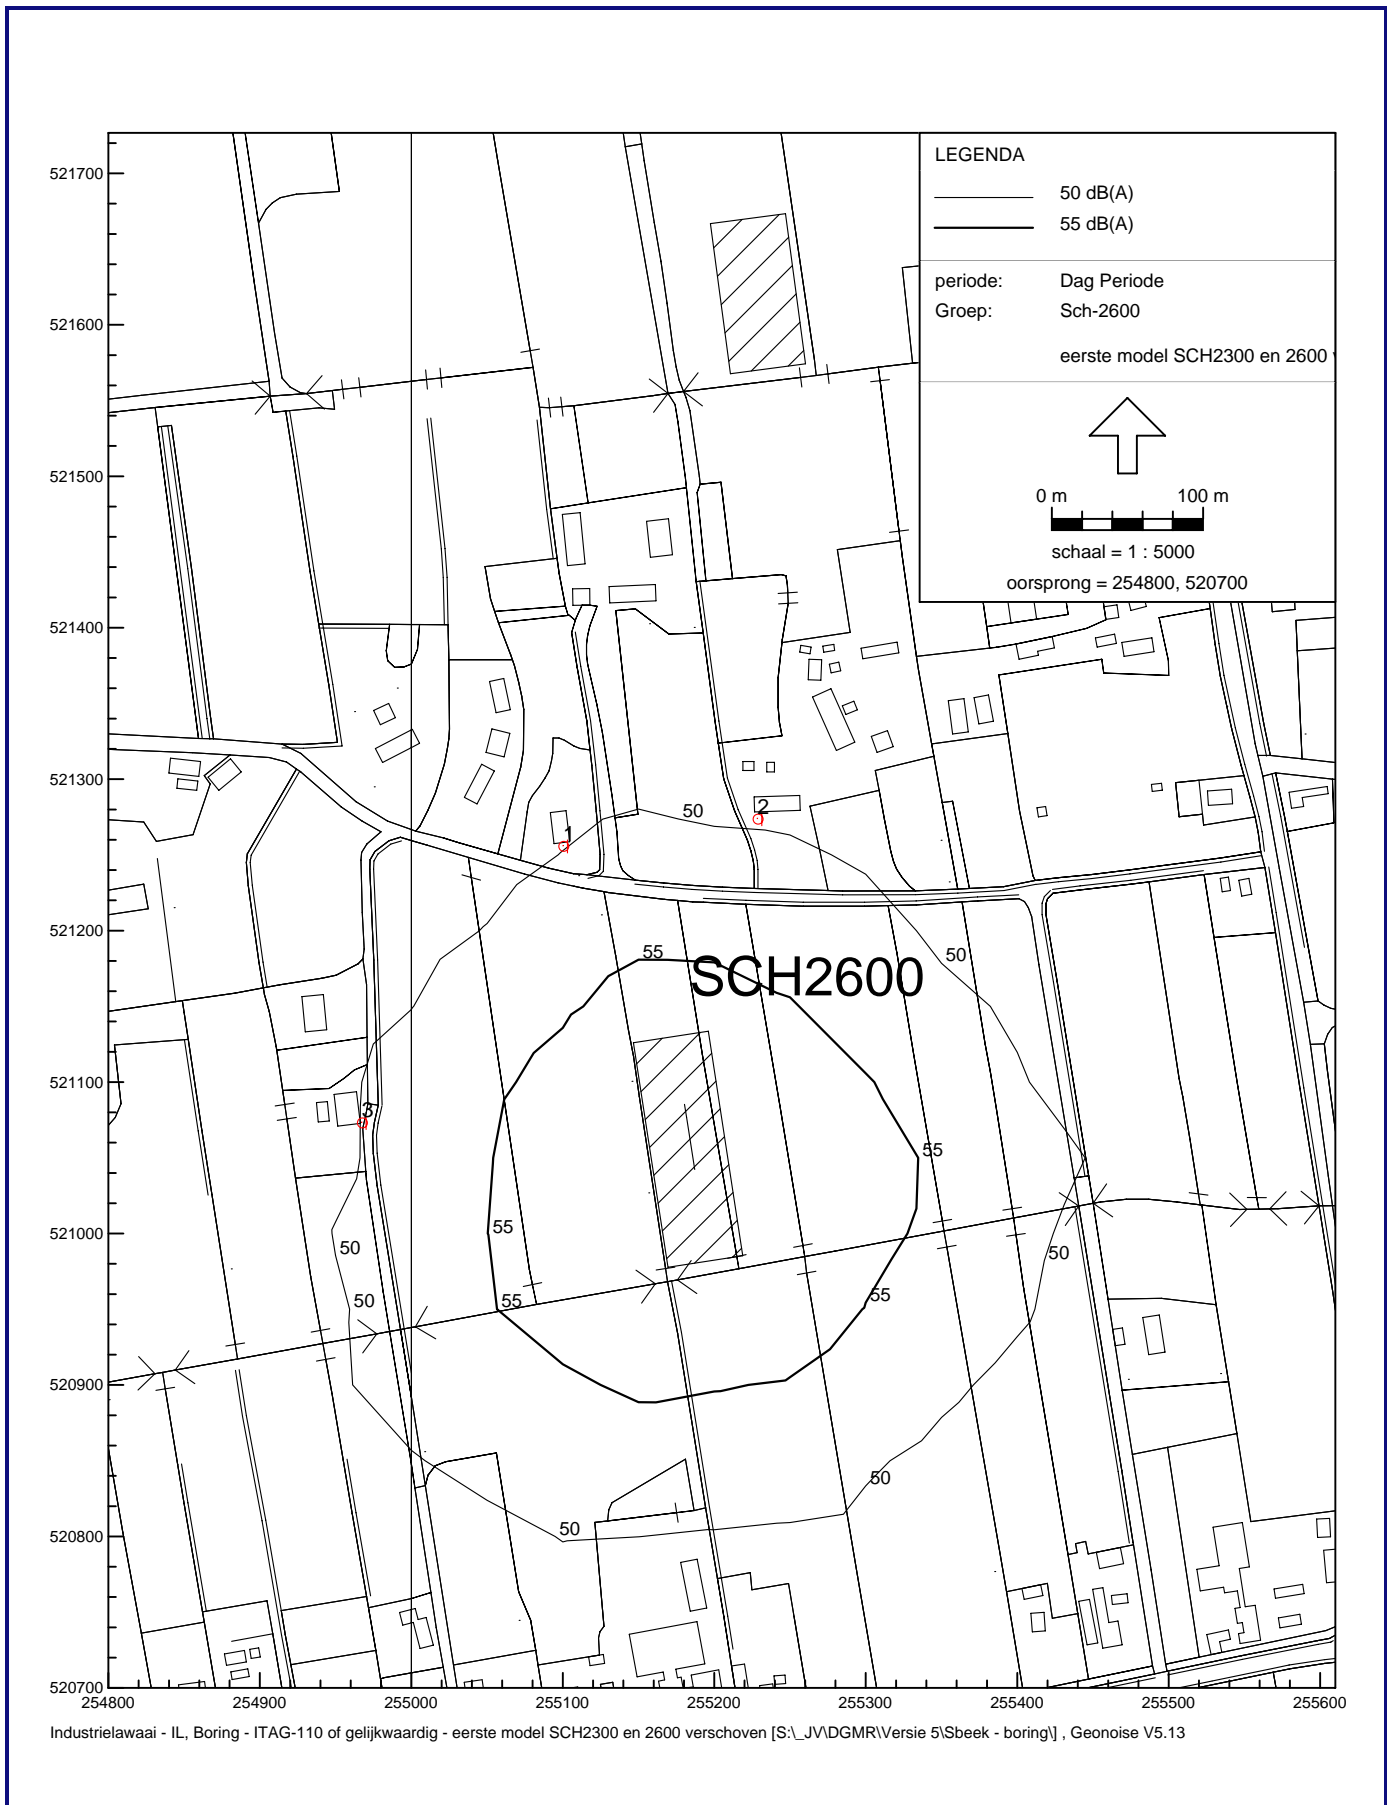 LEGENDA
50 dB(A)
55 dB(A)
periode: Dag Periode
Groep: Sch-2600
eerste model SCH2300 en 2600
0 m 100 m
schaal = 1 : 5000
oorsprong = 254800, 520700
521700
521600
521500
521400
521300
521200
521100
521000
520900
520800
520700
2
50
1
50
55
SCH2600
3
55
55
50
50
50
55
55
50
50
50
254800 254900 255000 255100 255200 255300 255400 255500 255600
Industrielawaai - IL, Boring - ITAG-110 of gelijkwaardig - eerste model SCH2300 en 2600 verschoven [S:\_JV\DGMR\Versie 5\Sbeek - boring\] , Geonoise V5.13